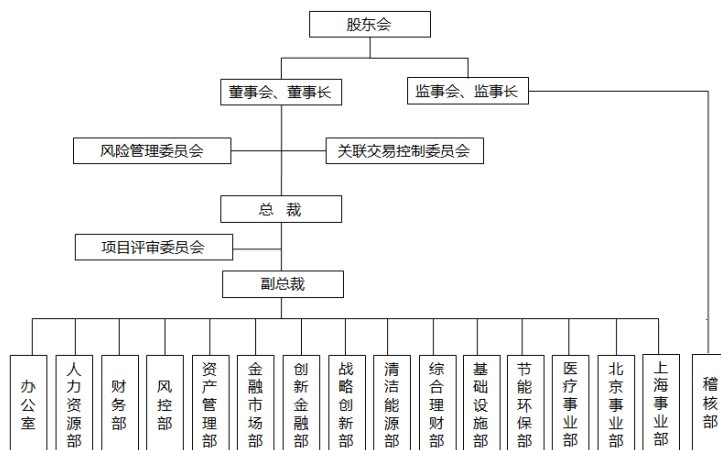 股东会
董事会、董事长
监事会、监事长
风险管理委员会
关联交易控制委员会
总 裁
项目评审委员会
副总裁
办公室
人力资源部
财务部
风控部
资产管理部
金融市场部
创新金融部
战略创新部
清洁能源部
综合理财部
基础设施部
节能环保部
医疗事业部
北京事业部
上海事业部
稽核部